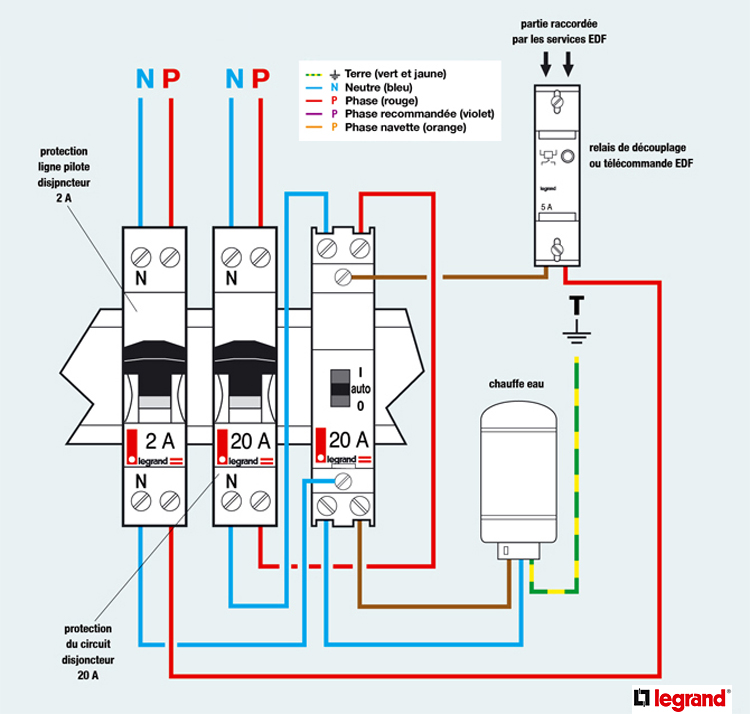 partie raccordée
par les services EDF
N P N P
Terre (vert et jaune)
N Neutre (bleu)
P Phase (rouge)
P Phase recommandée (violet)
P Phase navette (orange)
protection
ligne pilote
disjpncteur
2 A
relais de découplage
ou télécommande EDF
legrand
5 A
N
N
T
chauffe eau
I
auto
O
2 A
legrand
20 A
legrand
20 A
legrand
N
N
protection
du circuit
disjoncteur
20 A
legrand®